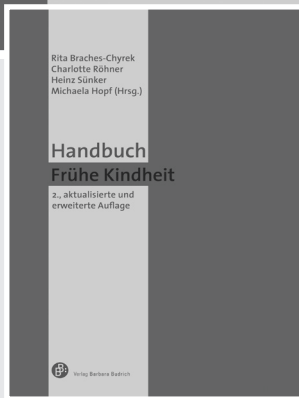 Rita Braches-Chyrek
Charlotte Röhner
Heinz Sünker
Michaela Hopf (Hrsg.)
Handbuch
Frühe Kindheit
2., aktualisierte und
erweiterte Auflage
Verlag Barbara Budrich